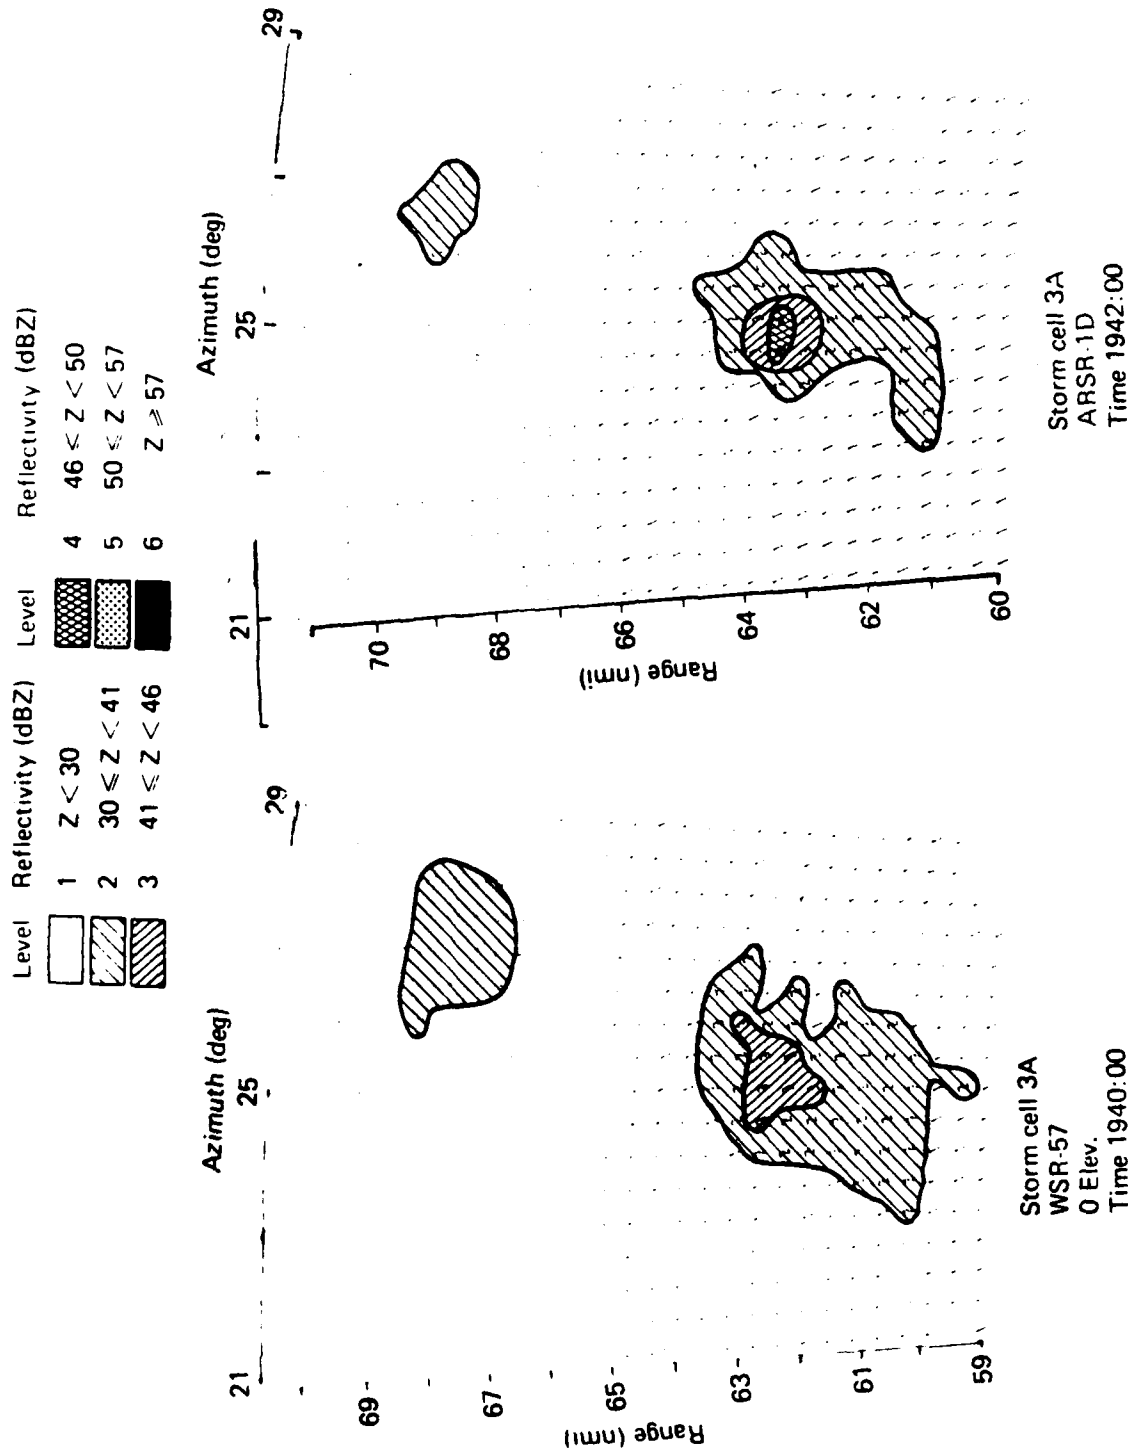 Level Reflectivity (dBZ) Level Reflectivity (dBZ)
1 Z < 30 4 46 ≤ Z < 50
2 30 ≤ Z < 41 5 50 ≤ Z < 57
3 41 ≤ Z < 46 6 Z ≥ 57
Azimuth (deg)
21 25 29
Range (nmi)
69
67
65
63
61
59
Storm cell 3A
WSR-57
0 Elev.
Time 1940:00
Azimuth (deg)
21 25 29
Range (nmi)
70
68
66
64
62
60
Storm cell 3A
ARSR-1D
Time 1942:00